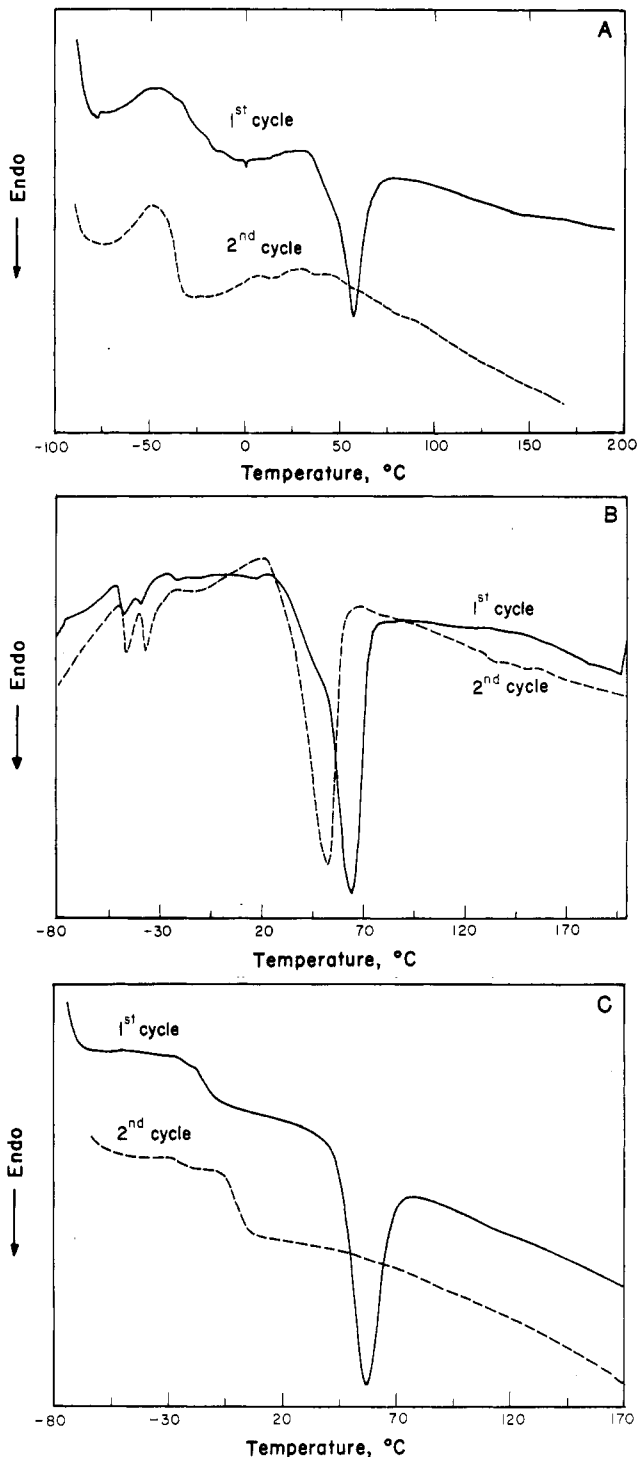 A
1st cycle
2nd cycle
← Endo
-100 -50 0 50 100 150 200
Temperature, °C
B
1st cycle
2nd cycle
← Endo
-80 -30 20 70 120 170
Temperature, °C
C
1st cycle
2nd cycle
← Endo
-80 -30 20 70 170
Temperature, °C